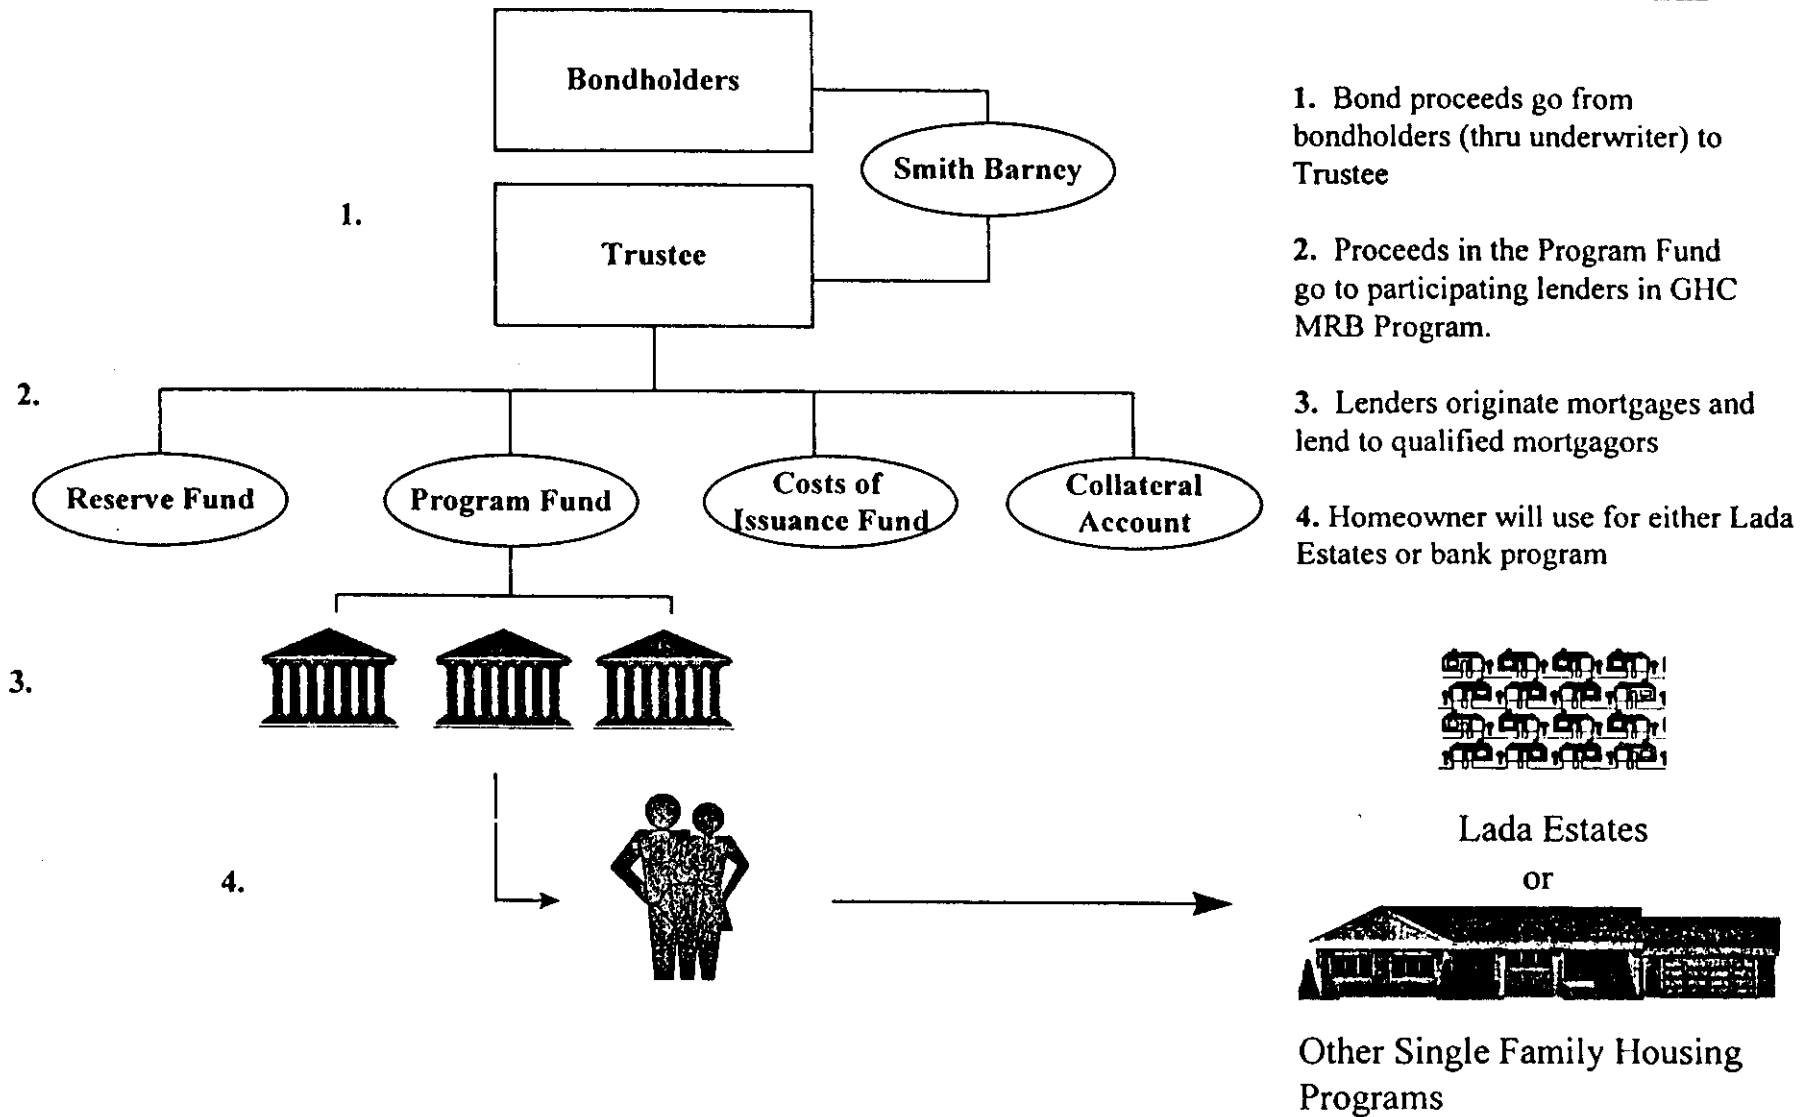 Bondholders
Smith Barney
1.
Trustee
2.
Reserve Fund
Program Fund
Costs of
Issuance Fund
Collateral
Account
3.
4.
1. Bond proceeds go from
bondholders (thru underwriter) to
Trustee
2. Proceeds in the Program Fund
go to participating lenders in GHC
MRB Program.
3. Lenders originate mortgages and
lend to qualified mortgagors
4. Homeowner will use for either Lada
Estates or bank program
Lada Estates
or
Other Single Family Housing
Programs